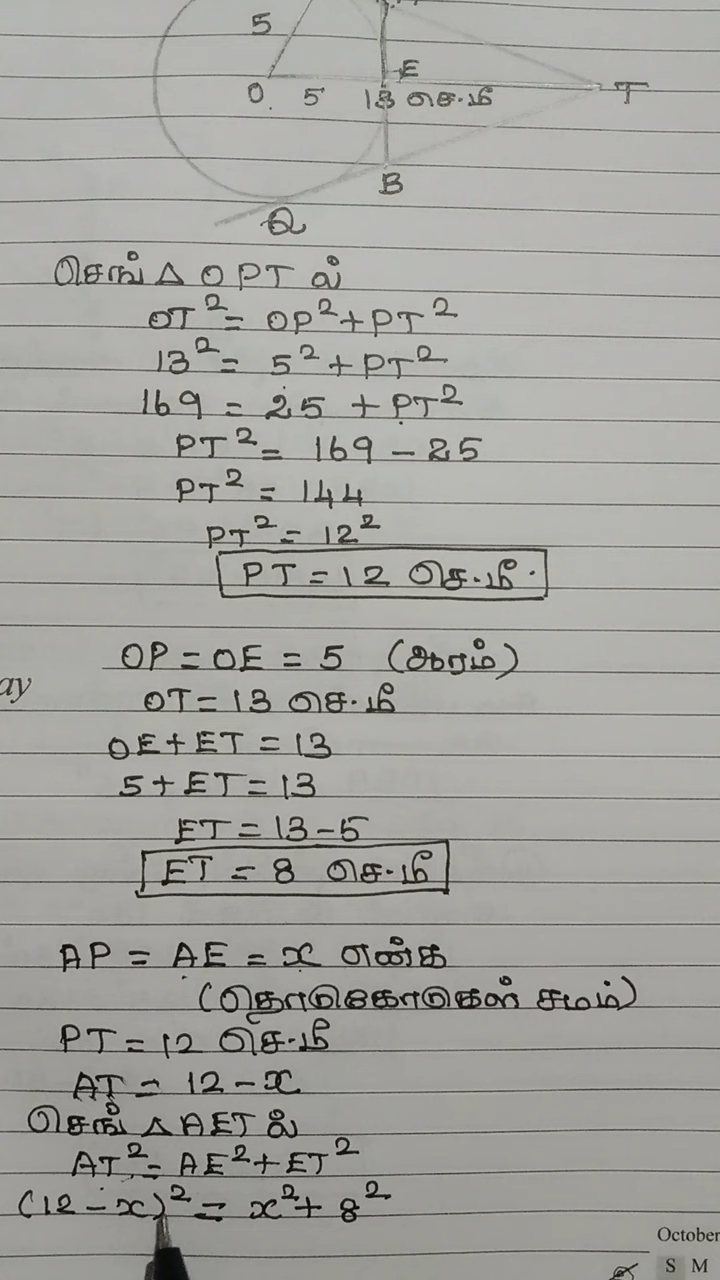 5
E
O 5 13 செ.மீ T
B
Q
செங் Δ OPT ல்
OT² = OP² + PT²
13² = 5² + PT²
169 = 25 + PT²
PT² = 169 - 25
PT² = 144
PT² = 12²
PT = 12 செ.மீ.
OP = OE = 5 (ஆரம்)
ay
OT = 13 செ.மீ
OE + ET = 13
5 + ET = 13
ET = 13 - 5
ET = 8 செ.மீ
AP = AE = x என்க
(தொடுகோடுகள் சமம்)
PT = 12 செ.மீ
AT = 12 - x
செங் Δ AET ல்
AT² = AE² + ET²
(12 - x)² = x² + 8²
October
S M